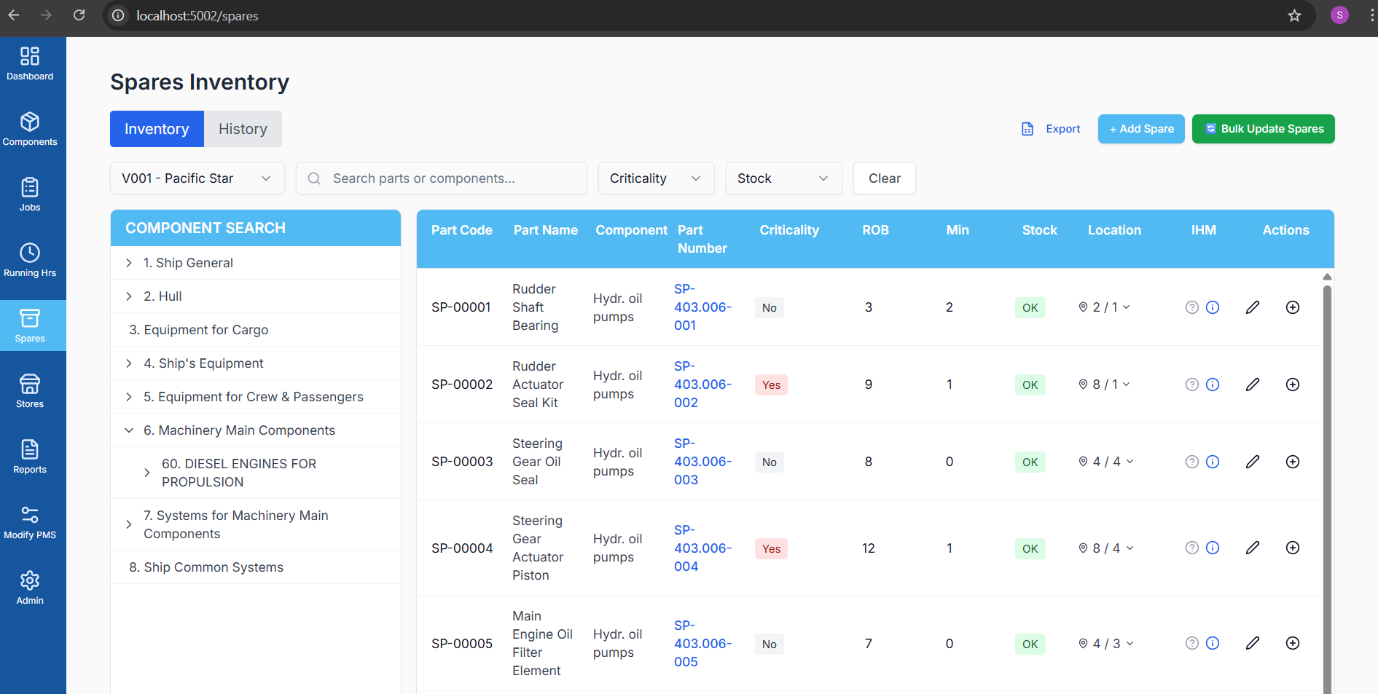 localhost:5002/spares
S
Dashboard
Components
Jobs
Running Hrs
Spares
Stores
Reports
Modify PMS
Admin
Spares Inventory
Inventory
History
Export
+ Add Spare
Bulk Update Spares
V001 - Pacific Star
Search parts or components...
Criticality
Stock
Clear
COMPONENT SEARCH
1. Ship General
2. Hull
3. Equipment for Cargo
4. Ship's Equipment
5. Equipment for Crew & Passengers
6. Machinery Main Components
60. DIESEL ENGINES FOR
PROPULSION
7. Systems for Machinery Main
Components
8. Ship Common Systems
Part Code
Part Name
Component
Part
Number
Criticality
ROB
Min
Stock
Location
IHM
Actions
SP-00001
Rudder
Shaft
Bearing
Hydr. oil
pumps
SP-
403.006-
001
No
3
2
OK
2 / 1
SP-00002
Rudder
Actuator
Seal Kit
Hydr. oil
pumps
SP-
403.006-
002
Yes
9
1
OK
8 / 1
SP-00003
Steering
Gear Oil
Seal
Hydr. oil
pumps
SP-
403.006-
003
No
8
0
OK
4 / 4
SP-00004
Steering
Gear
Actuator
Piston
Hydr. oil
pumps
SP-
403.006-
004
Yes
12
1
OK
8 / 4
SP-00005
Main
Engine Oil
Filter
Element
Hydr. oil
pumps
SP-
403.006-
005
No
7
0
OK
4 / 3